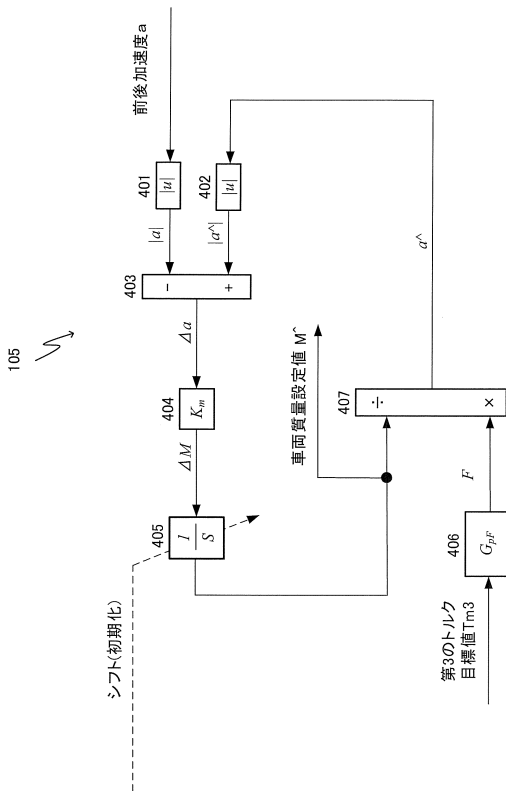 105
前後加速度a
401
|u|
|a|
402
|u|
|a^|
403
−
+
Δa
404
K_m
ΔM
405
1
S
シフト(初期化)
車両質量設定値 M^
407
÷
×
a^
F
406
G_pF
第3のトルク
目標値Tm3